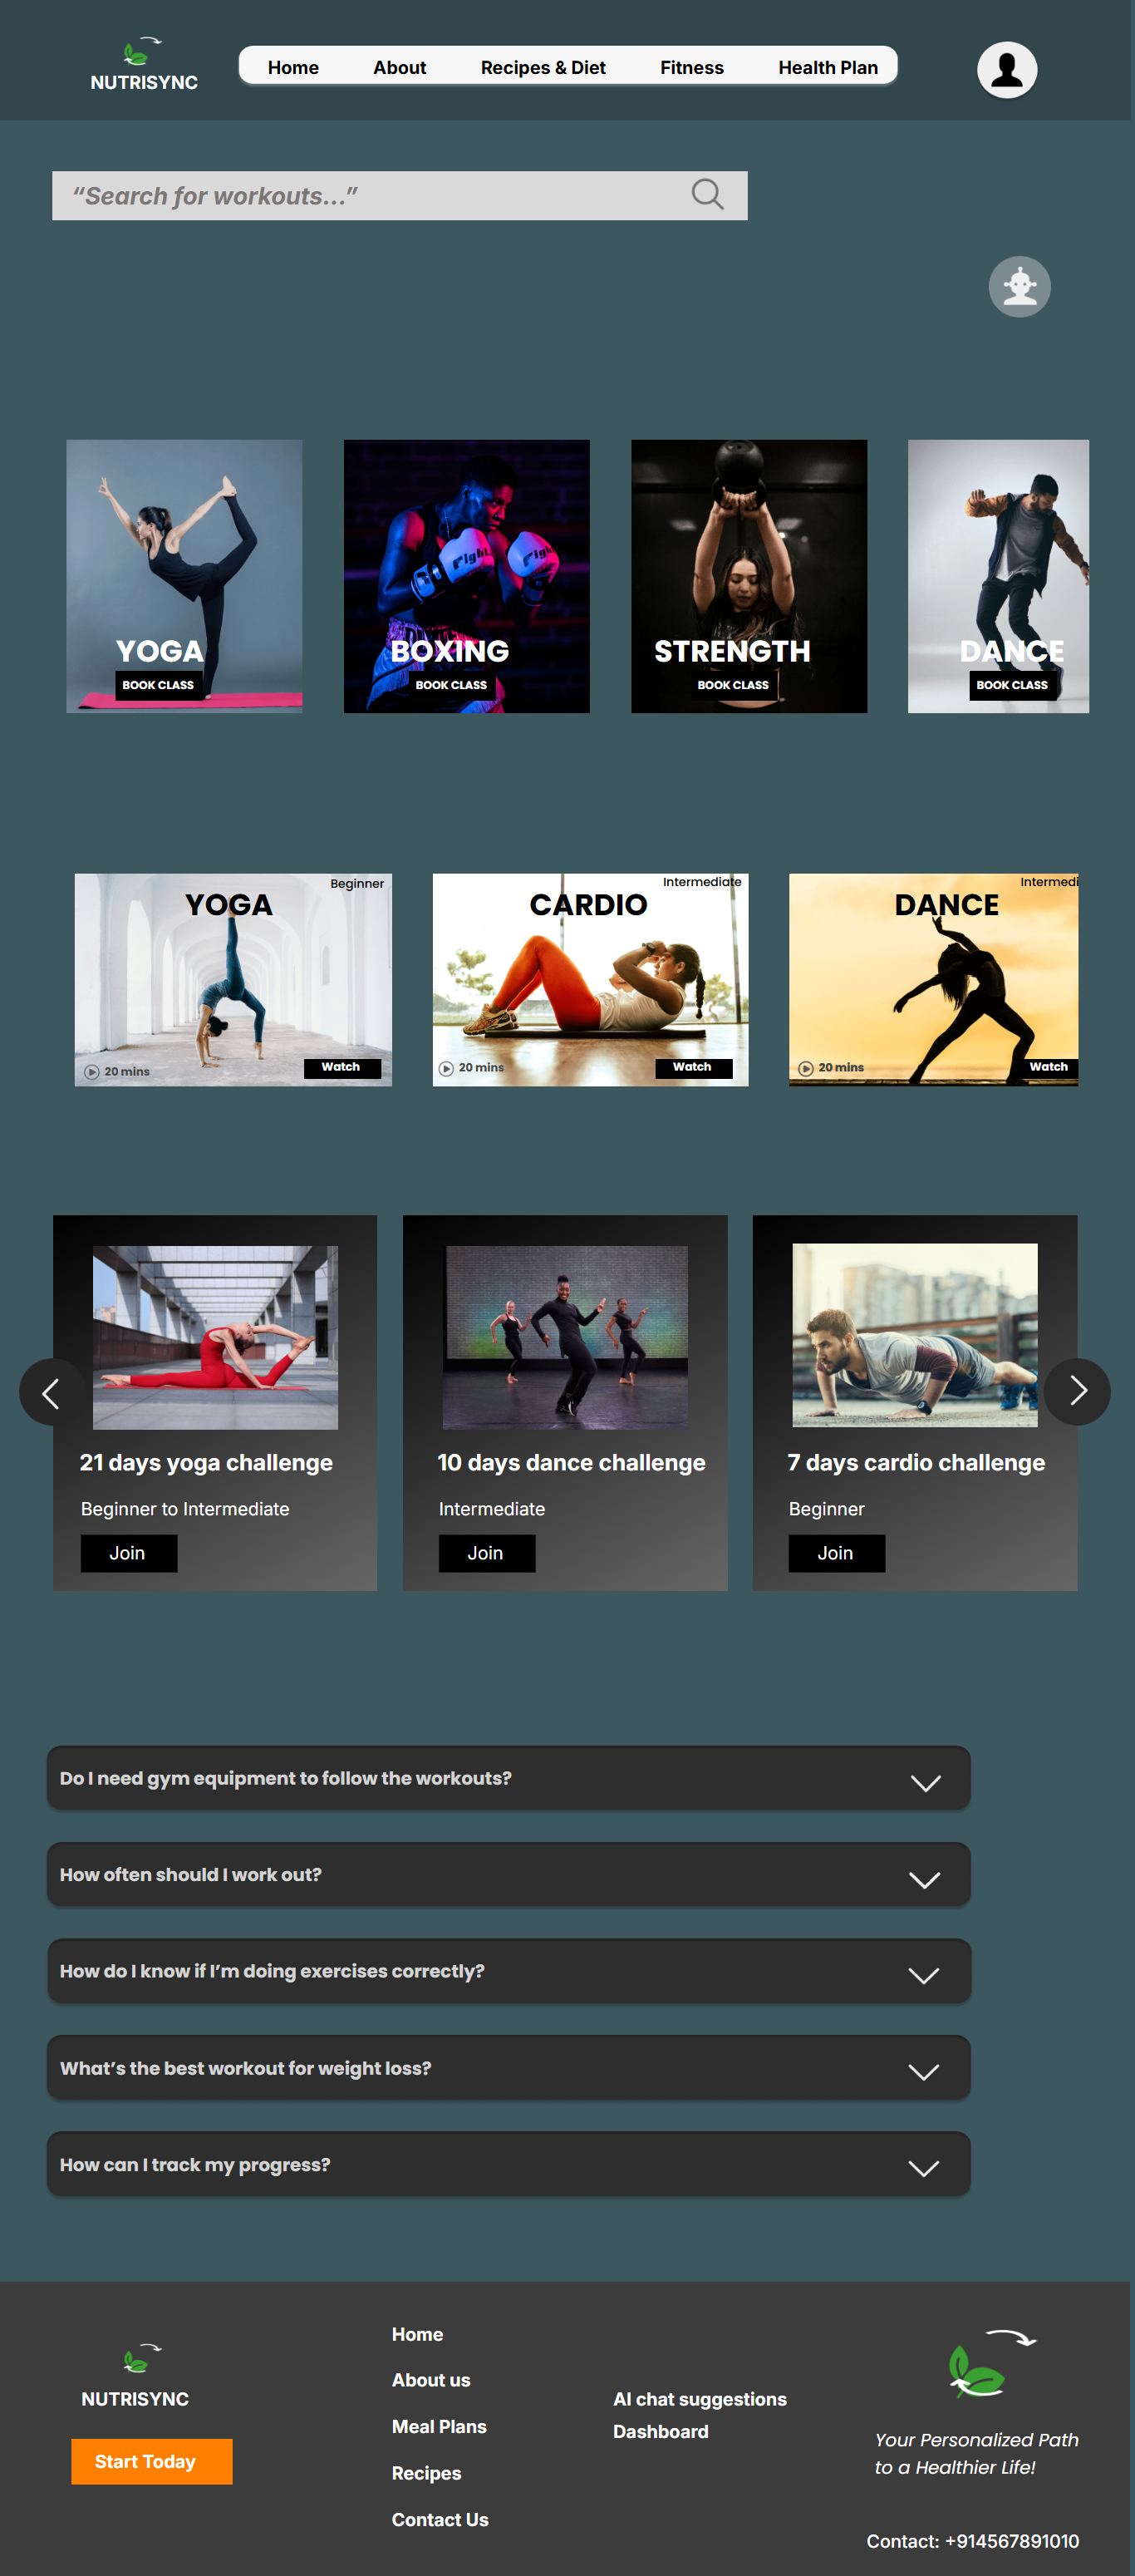 NUTRISYNC
Home About Recipes & Diet Fitness Health Plan
“Search for workouts...”
YOGA
BOOK CLASS
Fight
Fight
BOXING
BOOK CLASS
STRENGTH
BOOK CLASS
DANCE
BOOK CLASS
Beginner
YOGA
20 mins
Watch
Intermediate
CARDIO
20 mins
Watch
Intermedi
DANCE
20 mins
Watch
21 days yoga challenge
Beginner to Intermediate
Join
10 days dance challenge
Intermediate
Join
7 days cardio challenge
Beginner
Join
Do I need gym equipment to follow the workouts?
How often should I work out?
How do I know if I’m doing exercises correctly?
What’s the best workout for weight loss?
How can I track my progress?
NUTRISYNC
Start Today
Home
About us
Meal Plans
Recipes
Contact Us
AI chat suggestions
Dashboard
Your Personalized Path
to a Healthier Life!
Contact: +914567891010